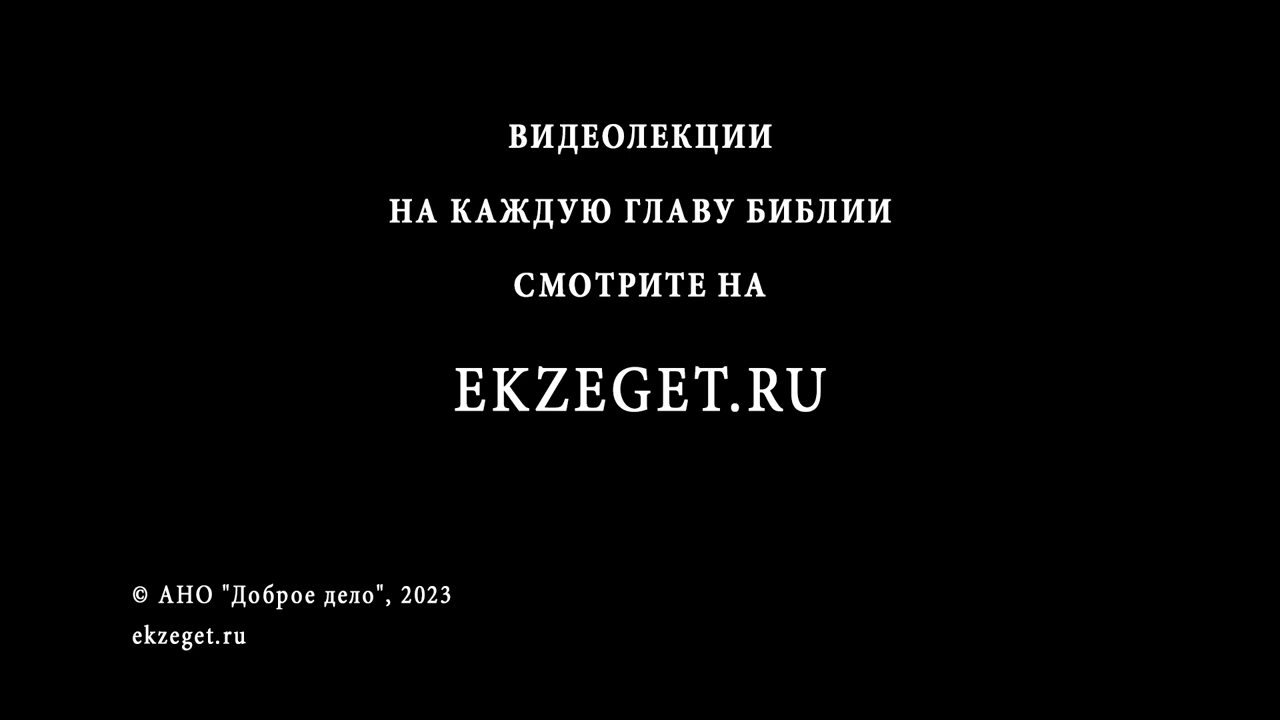 ВИДЕОЛЕКЦИИ
НА КАЖДУЮ ГЛАВУ БИБЛИИ
СМОТРИТЕ НА
EKZEGET.RU
© АНО "Доброе дело", 2023
ekzeget.ru